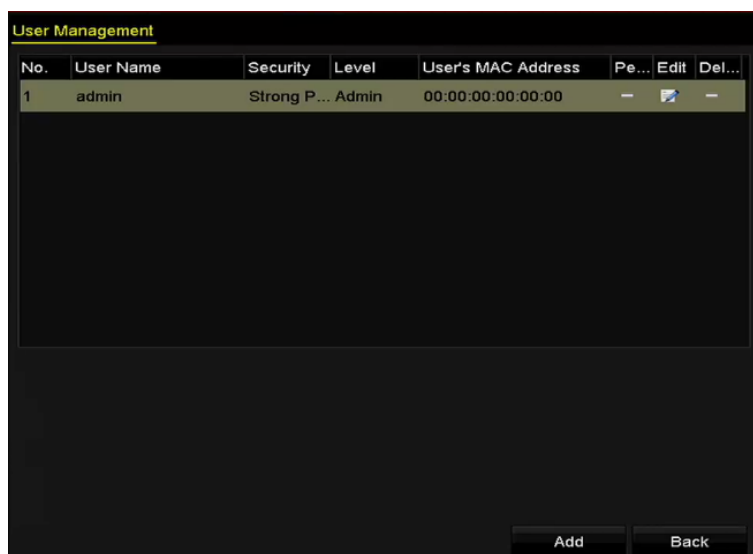 User Management
No. User Name Security Level User's MAC Address Pe... Edit Del...
1 admin Strong P... Admin 00:00:00:00:00:00 – –
Add Back